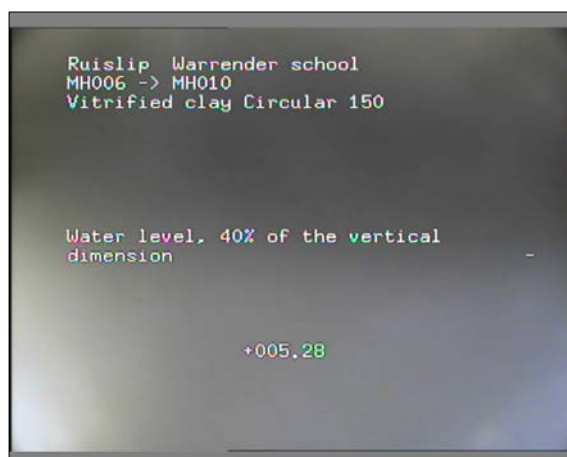 Ruislip  Warrender school
MH006 -> MH010
Vitrified clay Circular 150
Water level, 40% of the vertical
dimension
-
+005.28